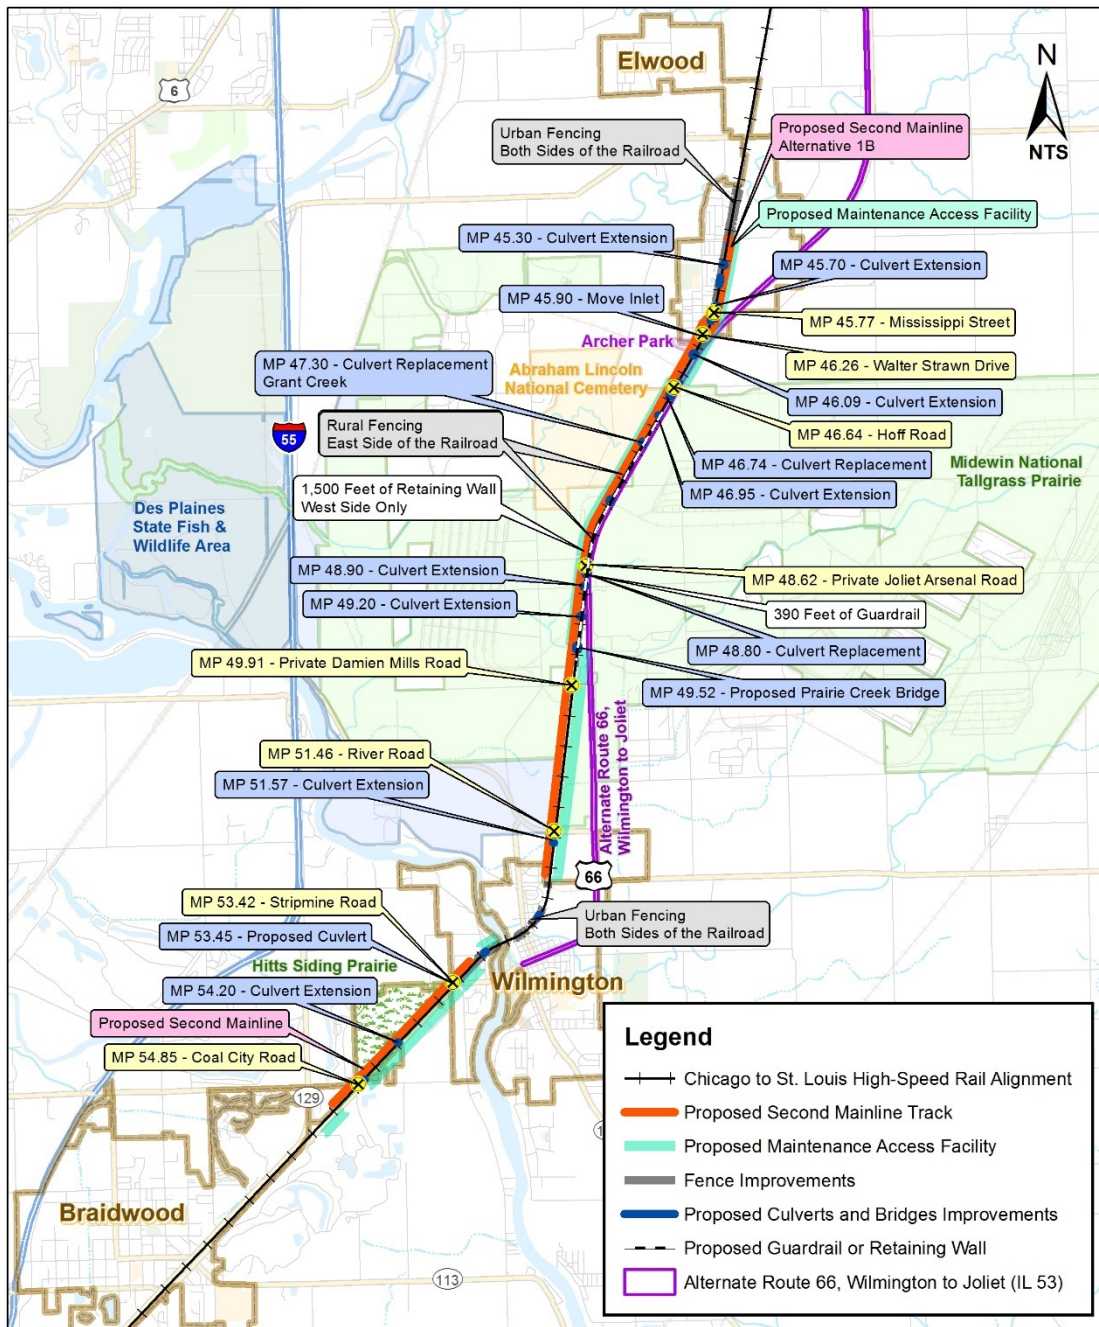 Elwood
N
NTS
6
Urban Fencing
Both Sides of the Railroad
Proposed Second Mainline
Alternative 1B
Proposed Maintenance Access Facility
MP 45.30 - Culvert Extension
MP 45.70 - Culvert Extension
MP 45.90 - Move Inlet
MP 45.77 - Mississippi Street
Archer Park
MP 46.26 - Walter Strawn Drive
MP 47.30 - Culvert Replacement
Grant Creek
Abraham Lincoln
National Cemetery
MP 46.09 - Culvert Extension
Rural Fencing
East Side of the Railroad
55
MP 46.64 - Hoff Road
MP 46.74 - Culvert Replacement
Midewin National
Tallgrass Prairie
MP 46.95 - Culvert Extension
1,500 Feet of Retaining Wall
West Side Only
Des Plaines
State Fish &
Wildlife Area
MP 48.90 - Culvert Extension
MP 48.62 - Private Joliet Arsenal Road
MP 49.20 - Culvert Extension
390 Feet of Guardrail
MP 48.80 - Culvert Replacement
MP 49.91 - Private Damien Mills Road
MP 49.52 - Proposed Prairie Creek Bridge
Alternate Route 66,
Wilmington to Joliet
MP 51.46 - River Road
MP 51.57 - Culvert Extension
66
MP 53.42 - Stripmine Road
Urban Fencing
Both Sides of the Railroad
MP 53.45 - Proposed Cuvlert
Hitts Siding Prairie
Wilmington
MP 54.20 - Culvert Extension
Proposed Second Mainline
MP 54.85 - Coal City Road
129
Braidwood
113
Legend
Chicago to St. Louis High-Speed Rail Alignment
Proposed Second Mainline Track
Proposed Maintenance Access Facility
Fence Improvements
Proposed Culverts and Bridges Improvements
Proposed Guardrail or Retaining Wall
Alternate Route 66, Wilmington to Joliet (IL 53)